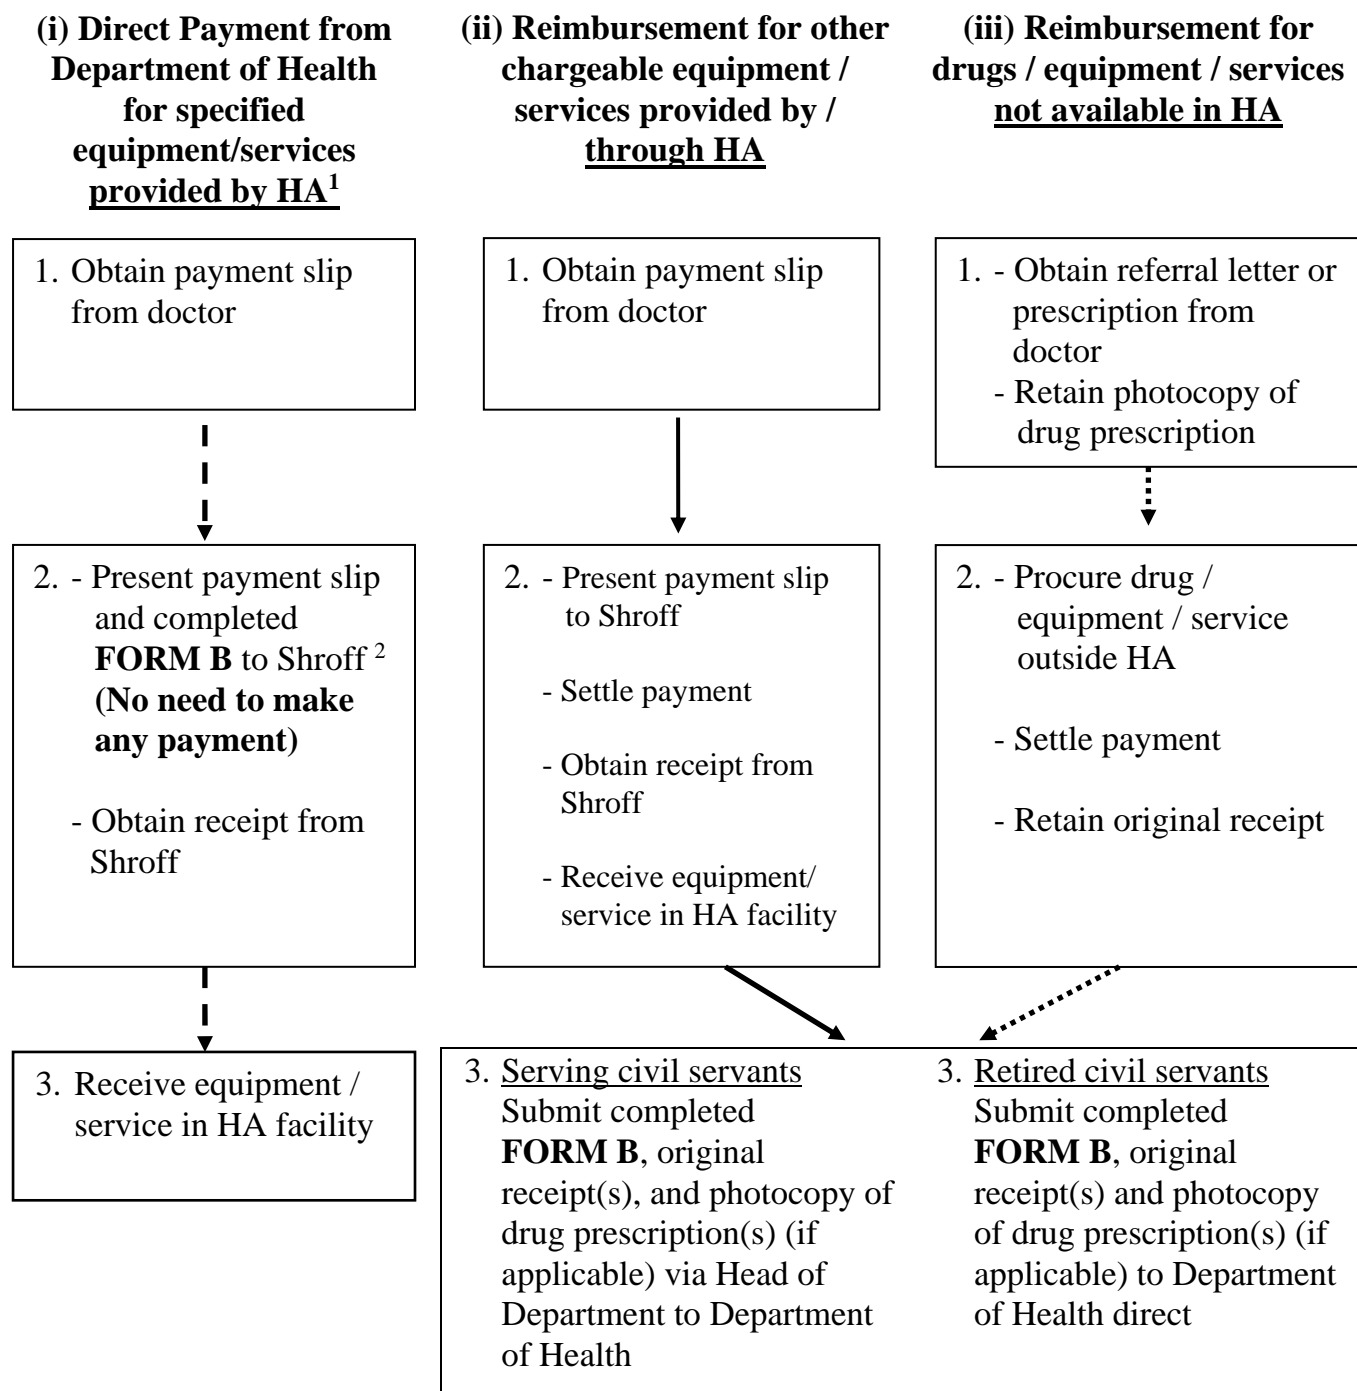 (i) Direct Payment from
Department of Health
for specified
equipment/services
provided by HA1
(ii) Reimbursement for other
chargeable equipment /
services provided by /
through HA
(iii) Reimbursement for
drugs / equipment / services
not available in HA
1. Obtain payment slip
from doctor
1. Obtain payment slip
from doctor
1. - Obtain referral letter or
prescription from
doctor
- Retain photocopy of
drug prescription
2. - Present payment slip
and completed
FORM B to Shroff 2
(No need to make
any payment)
- Obtain receipt from
Shroff
2. - Present payment slip
to Shroff
- Settle payment
- Obtain receipt from
Shroff
- Receive equipment/
service in HA facility
2. - Procure drug /
equipment / service
outside HA
- Settle payment
- Retain original receipt
3. Receive equipment /
service in HA facility
3. Serving civil servants
Submit completed
FORM B, original
receipt(s), and photocopy of
drug prescription(s) (if
applicable) via Head of
Department to Department
of Health
3. Retired civil servants
Submit completed
FORM B, original
receipt(s) and photocopy
of drug prescription(s) (if
applicable) to Department
of Health direct